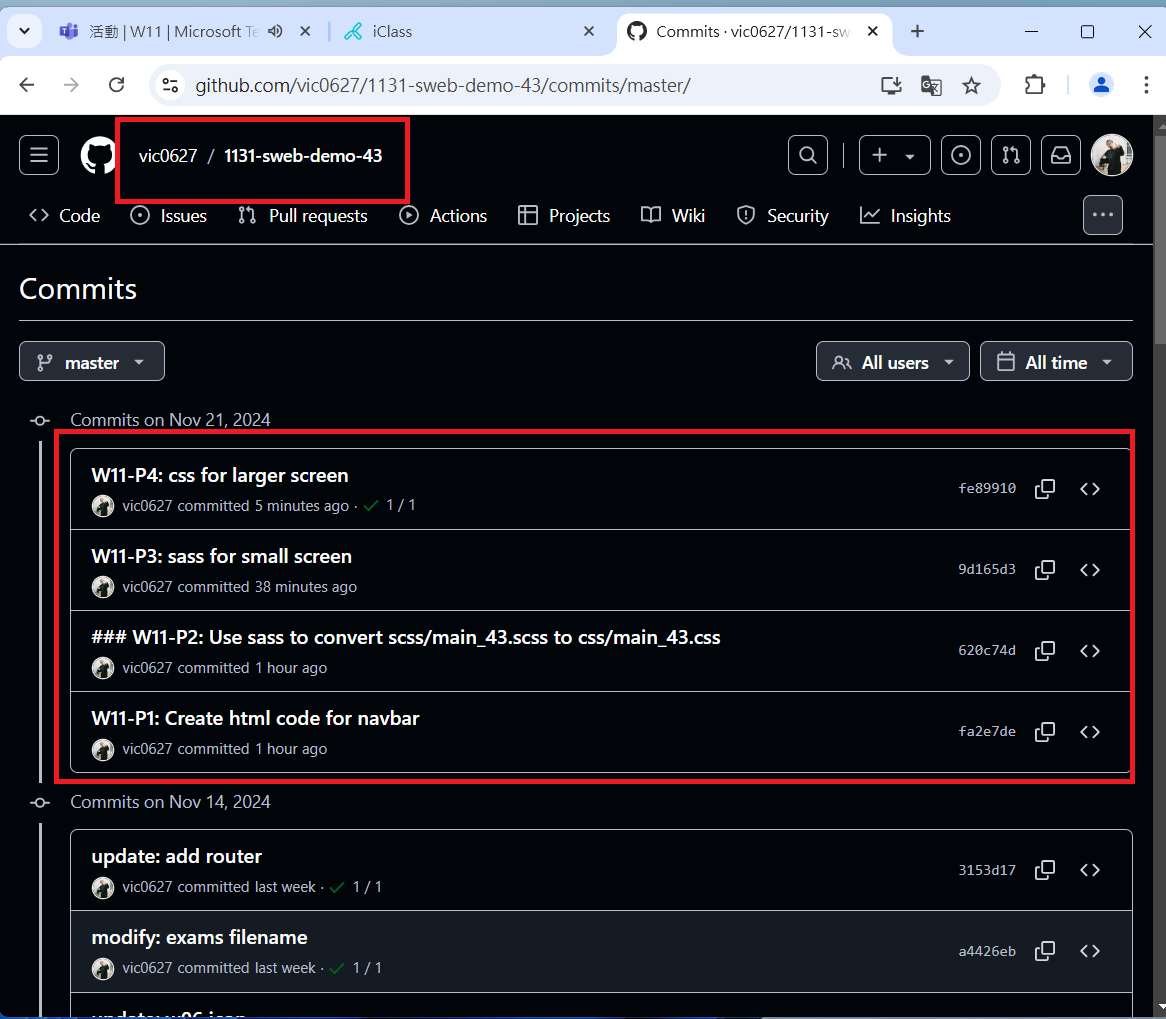 活動 | W11 | Microsoft Te
iClass
Commits · vic0627/1131-sw
github.com/vic0627/1131-sweb-demo-43/commits/master/
vic0627 / 1131-sweb-demo-43
Code Issues Pull requests Actions Projects Wiki Security Insights
Commits
master All users All time
Commits on Nov 21, 2024
W11-P4: css for larger screen
vic0627 committed 5 minutes ago · 1 / 1
fe89910
W11-P3: sass for small screen
vic0627 committed 38 minutes ago
9d165d3
### W11-P2: Use sass to convert scss/main_43.scss to css/main_43.css
vic0627 committed 1 hour ago
620c74d
W11-P1: Create html code for navbar
vic0627 committed 1 hour ago
fa2e7de
Commits on Nov 14, 2024
update: add router
vic0627 committed last week · 1 / 1
3153d17
modify: exams filename
vic0627 committed last week · 1 / 1
a4426eb
update: w06 icon